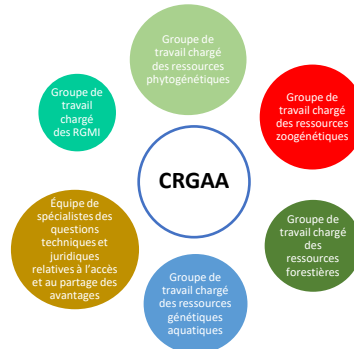 Groupe de
travail chargé
des ressources
phytogénétiques
Groupe de
travail
chargé
des RGMI
Groupe de
travail chargé
des ressources
zoogénétiques
CRGAA
Équipe de
spécialistes des
questions
techniques et
juridiques
relatives à l'accès
et au partage des
avantages
Groupe de
travail chargé
des
ressources
forestières
Groupe de
travail chargé
des ressources
génétiques
aquatiques